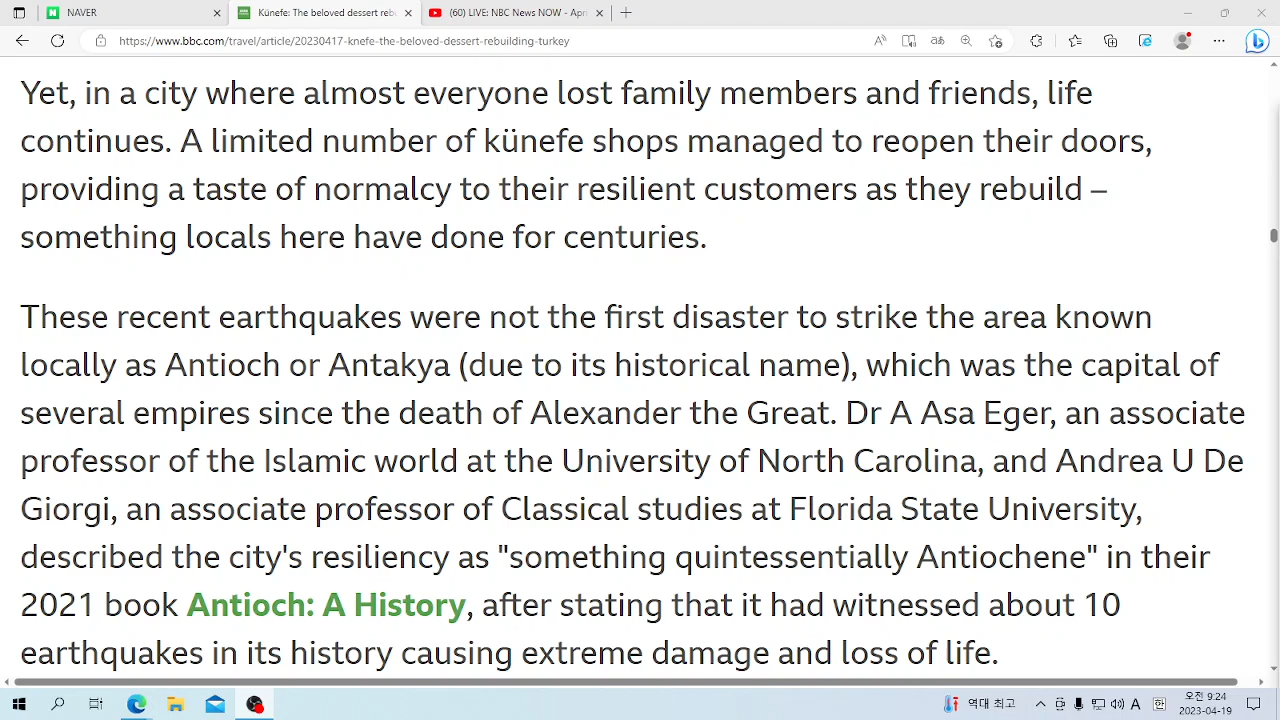 NAVER
Künefe: The beloved dessert reb
(60) LIVE: NBC News NOW - Apri
https://www.bbc.com/travel/article/20230417-knefe-the-beloved-dessert-rebuilding-turkey
Yet, in a city where almost everyone lost family members and friends, life
continues. A limited number of künefe shops managed to reopen their doors,
providing a taste of normalcy to their resilient customers as they rebuild –
something locals here have done for centuries.
These recent earthquakes were not the first disaster to strike the area known
locally as Antioch or Antakya (due to its historical name), which was the capital of
several empires since the death of Alexander the Great. Dr A Asa Eger, an associate
professor of the Islamic world at the University of North Carolina, and Andrea U De
Giorgi, an associate professor of Classical studies at Florida State University,
described the city's resiliency as "something quintessentially Antiochene" in their
2021 book Antioch: A History, after stating that it had witnessed about 10
earthquakes in its history causing extreme damage and loss of life.
역대 최고
A
오전 9:24
2023-04-19